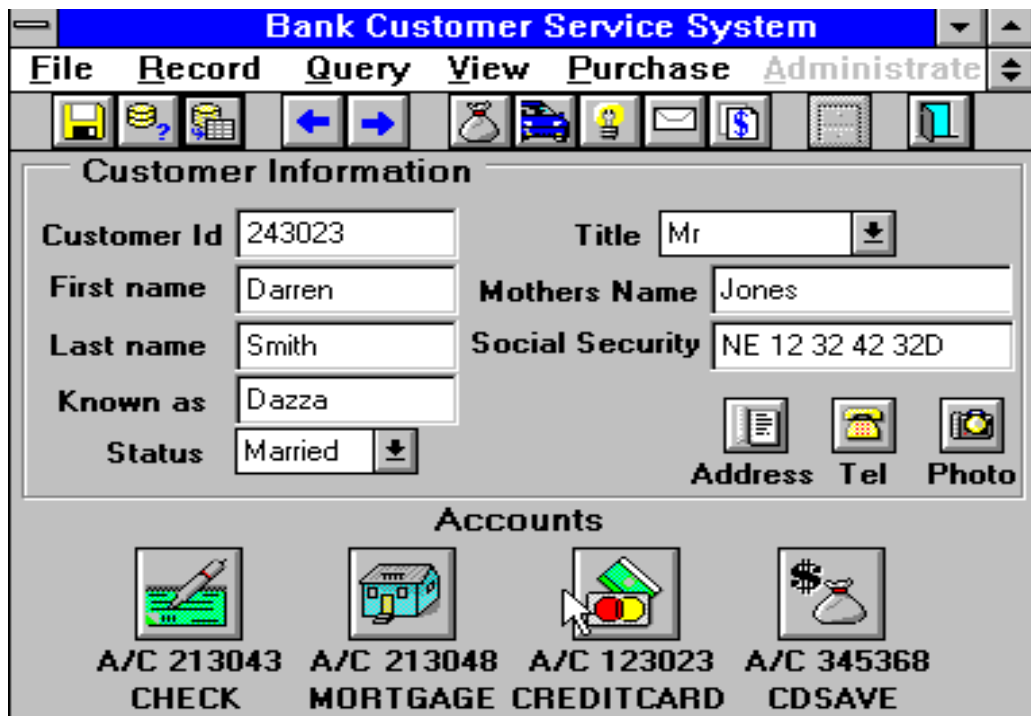 Bank Customer Service System
File Record Query View Purchase Administrate
Customer Information
Customer Id 243023 Title Mr
First name Darren Mothers Name Jones
Last name Smith Social Security NE 12 32 42 32D
Known as Dazza
Status Married
Address Tel Photo
Accounts
A/C 213043 A/C 213048 A/C 123023 A/C 345368
CHECK MORTGAGE CREDITCARD CDSAVE